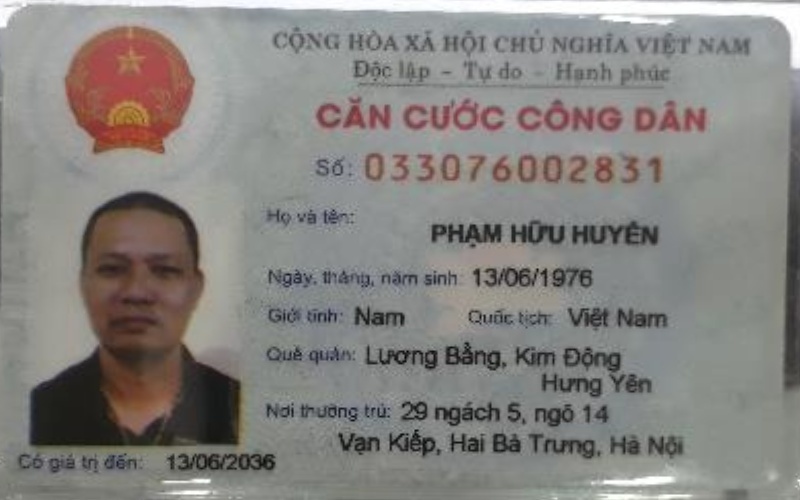 CỘNG HÒA XÃ HỘI CHỦ NGHĨA VIỆT NAM
Độc lập - Tự do - Hạnh phúc
CĂN CƯỚC CÔNG DÂN
Số: 033076002831
Họ và tên:
PHẠM HỮU HUYÊN
Ngày, tháng, năm sinh: 13/06/1976
Giới tính: Nam Quốc tịch: Việt Nam
Quê quán: Lương Bằng, Kim Động
Hưng Yên
Nơi thường trú: 29 ngách 5, ngõ 14
Vạn Kiếp, Hai Bà Trưng, Hà Nội
Có giá trị đến: 13/06/2036